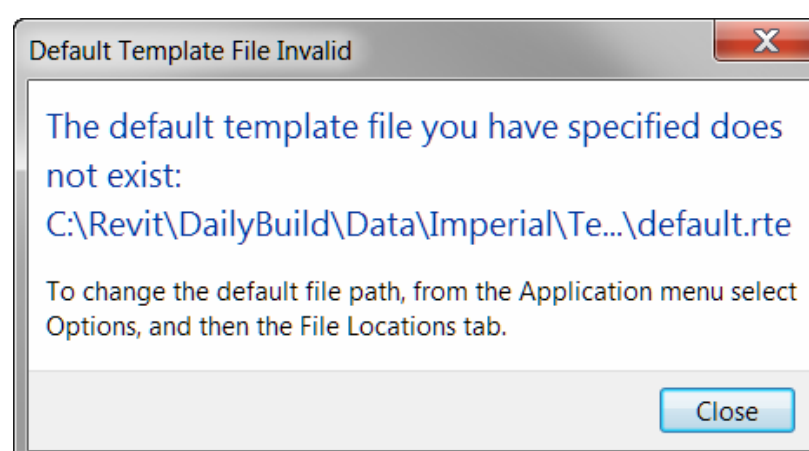 Default Template File Invalid
The default template file you have specified does
not exist:
C:\Revit\DailyBuild\Data\Imperial\Te...\default.rte
To change the default file path, from the Application menu select
Options, and then the File Locations tab.
Close